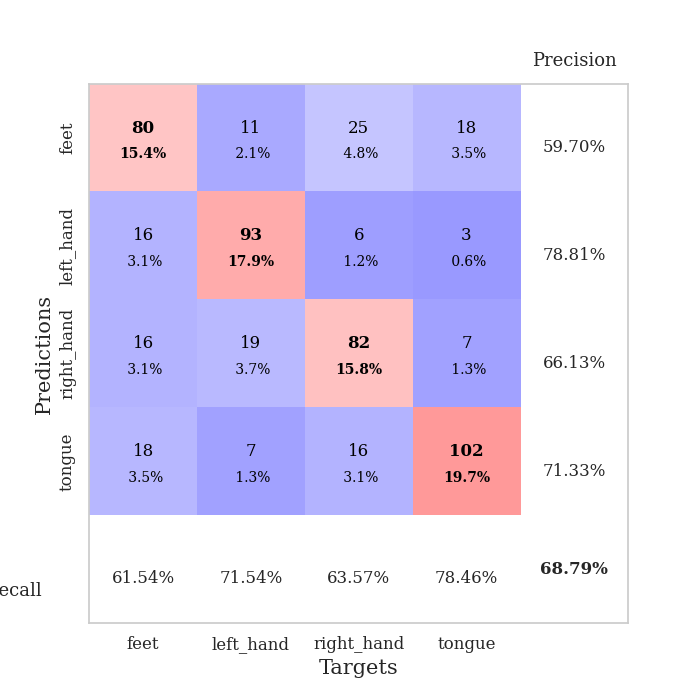 Precision
feet 80 11 25 18 59.70%
15.4% 2.1% 4.8% 3.5%
left_hand 16 93 6 3 78.81%
3.1% 17.9% 1.2% 0.6%
Predictions
right_hand 16 19 82 7 66.13%
3.1% 3.7% 15.8% 1.3%
tongue 18 7 16 102 71.33%
3.5% 1.3% 3.1% 19.7%
ecall 61.54% 71.54% 63.57% 78.46% 68.79%
feet left_hand right_hand tongue
Targets